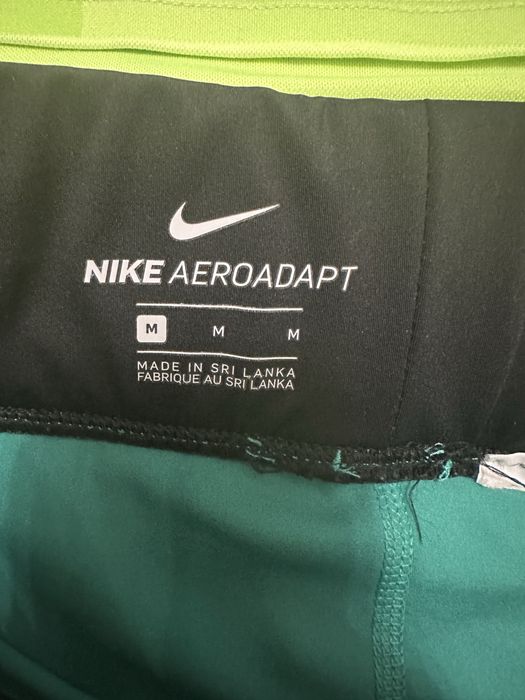 NIKE AEROADAPT
M M M
MADE IN SRI LANKA
FABRIQUE AU SRI LANKA